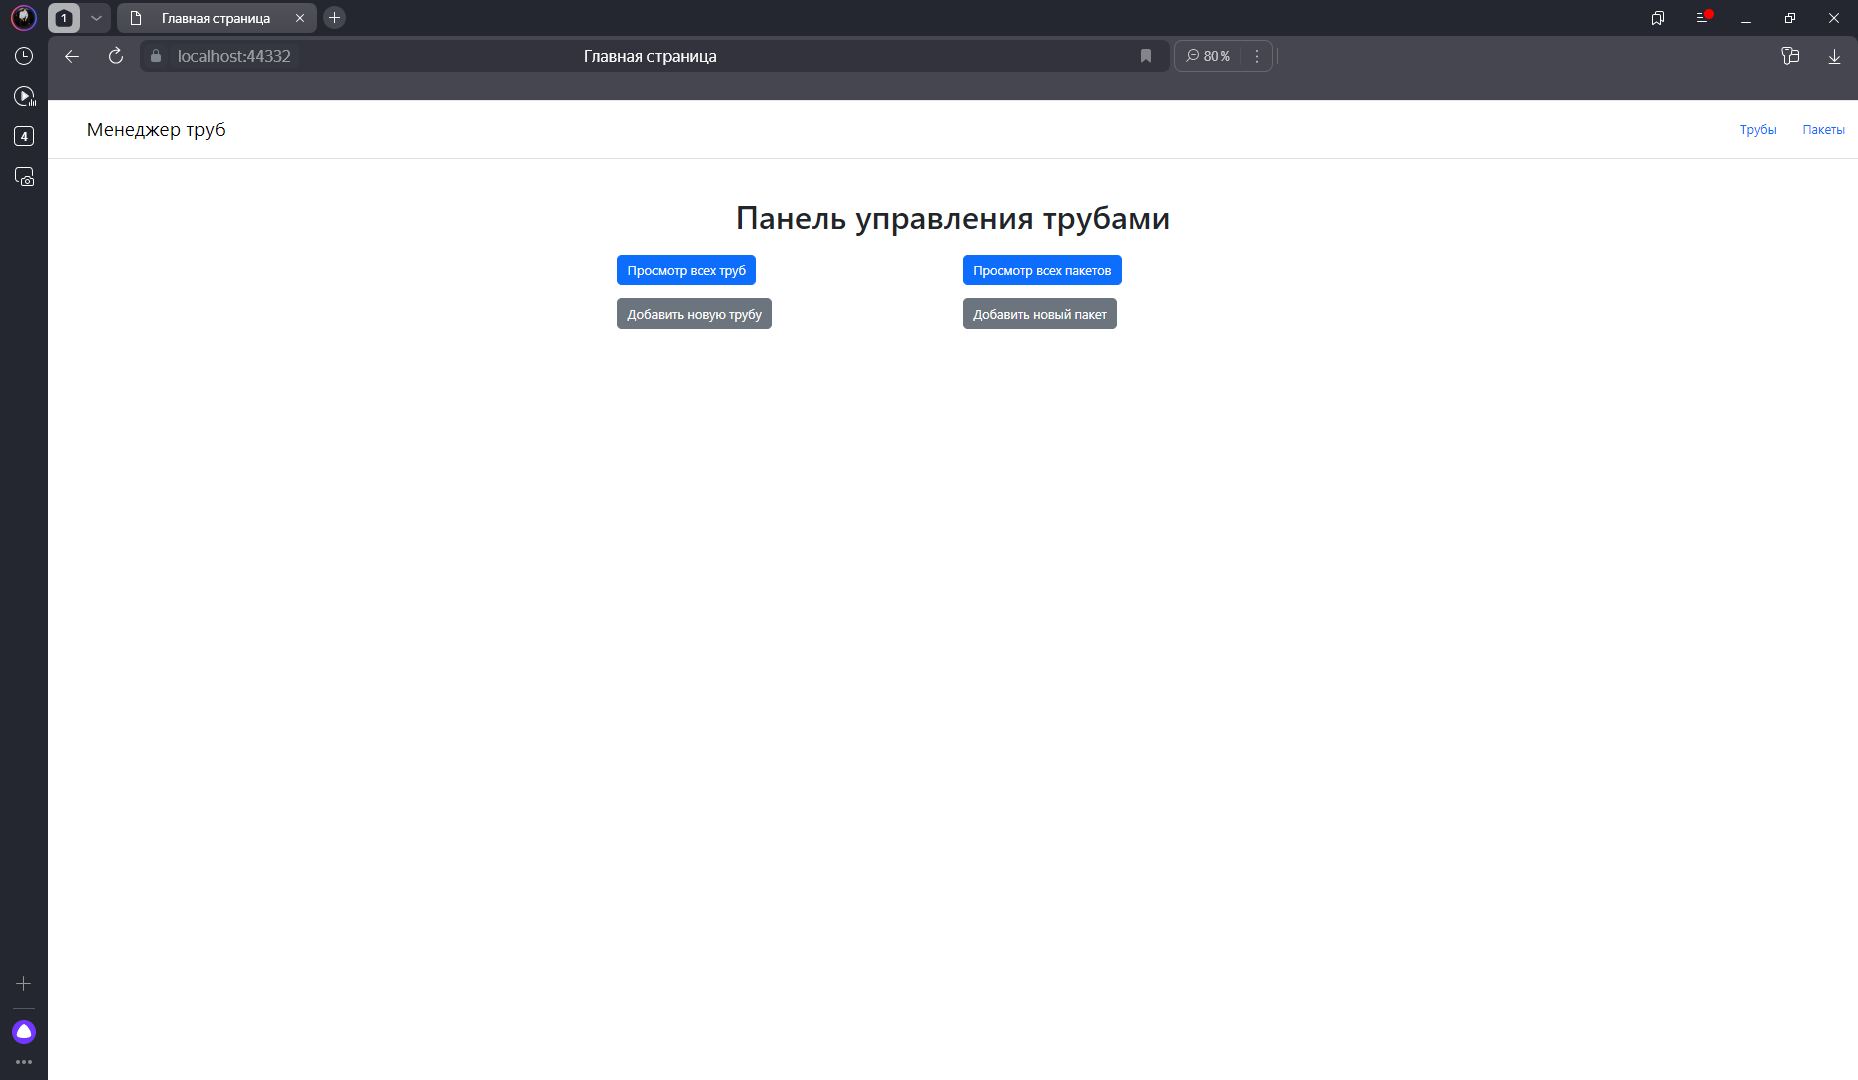 1
Главная страница
localhost:44332
Главная страница
80 %
4
Менеджер труб
Трубы
Пакеты
Панель управления трубами
Просмотр всех труб
Просмотр всех пакетов
Добавить новую трубу
Добавить новый пакет